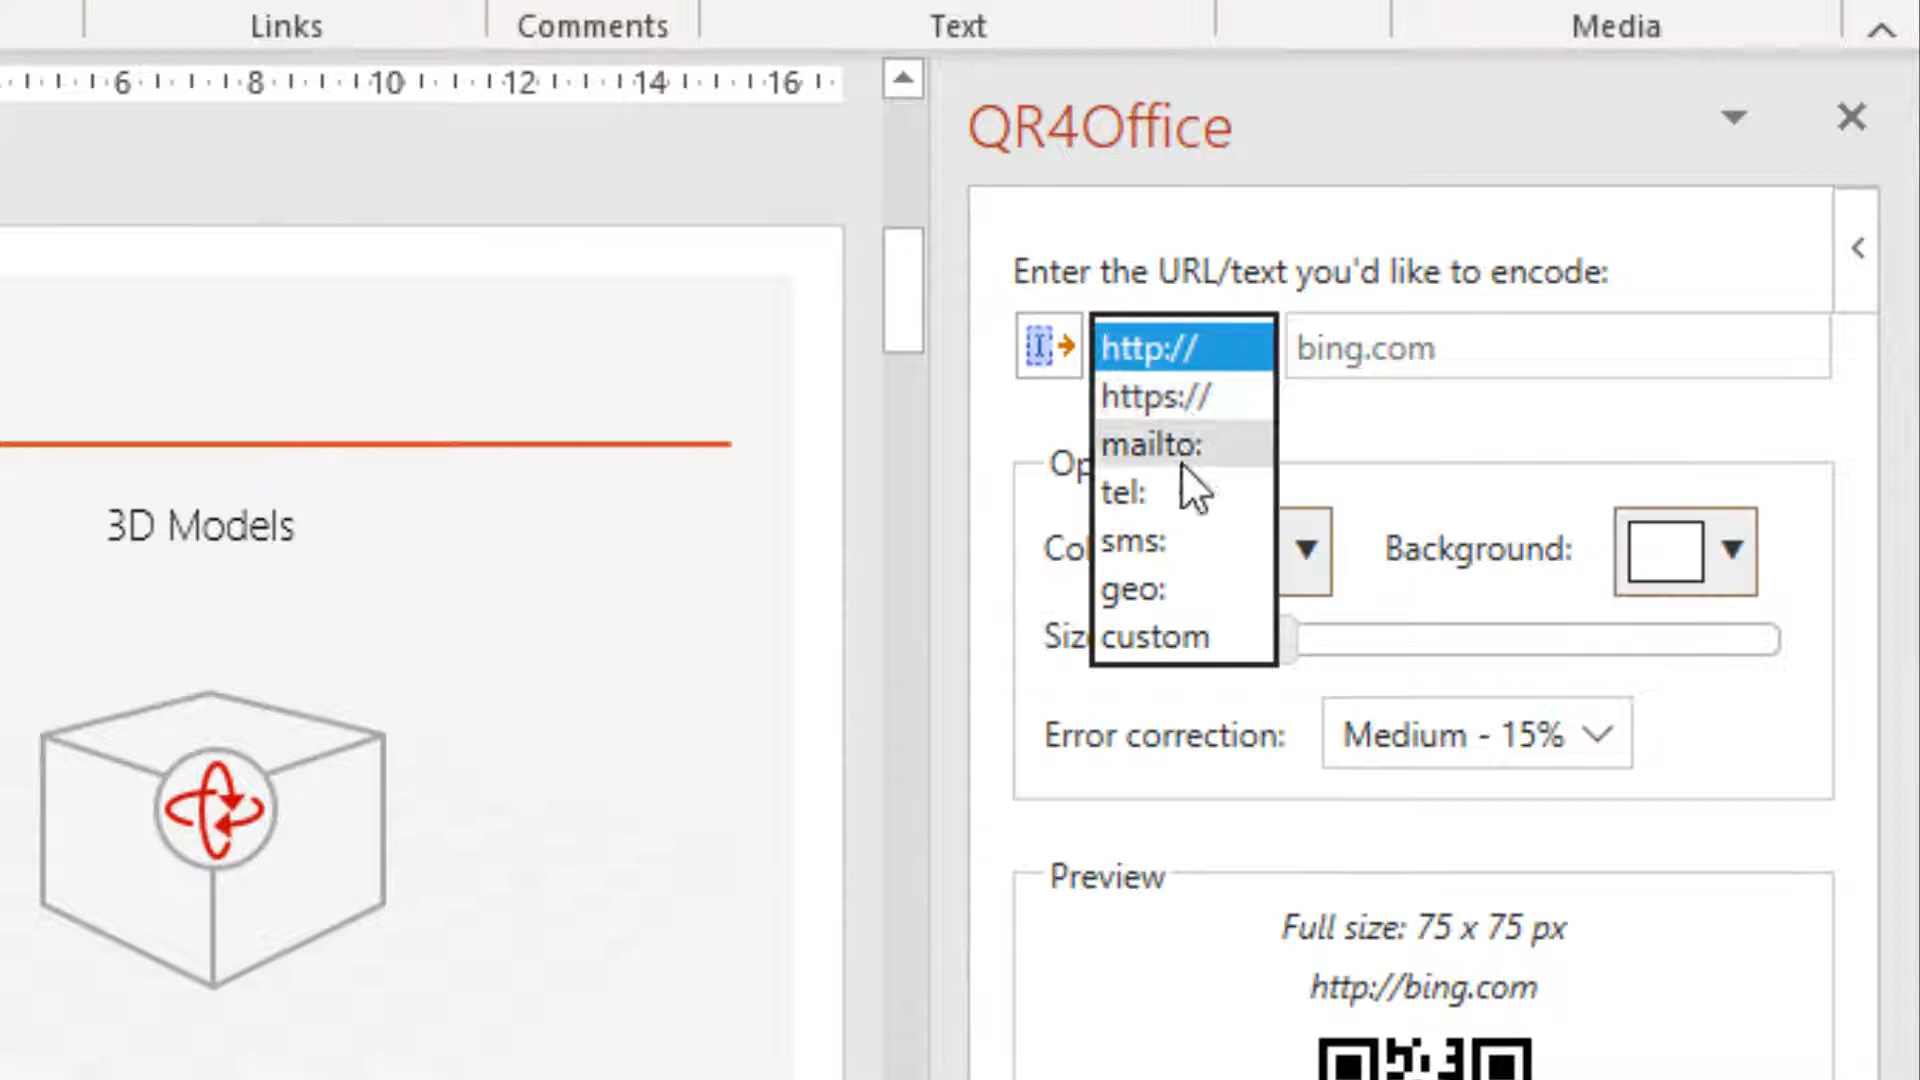 Links Comments Text Media
6 8 10 12 14 16
QR4Office
Enter the URL/text you'd like to encode:
http:// bing.com
https://
mailto:
Op
tel:
Col sms: Background:
geo:
Siz custom
Error correction: Medium - 15%
3D Models
Preview
Full size: 75 x 75 px
http://bing.com